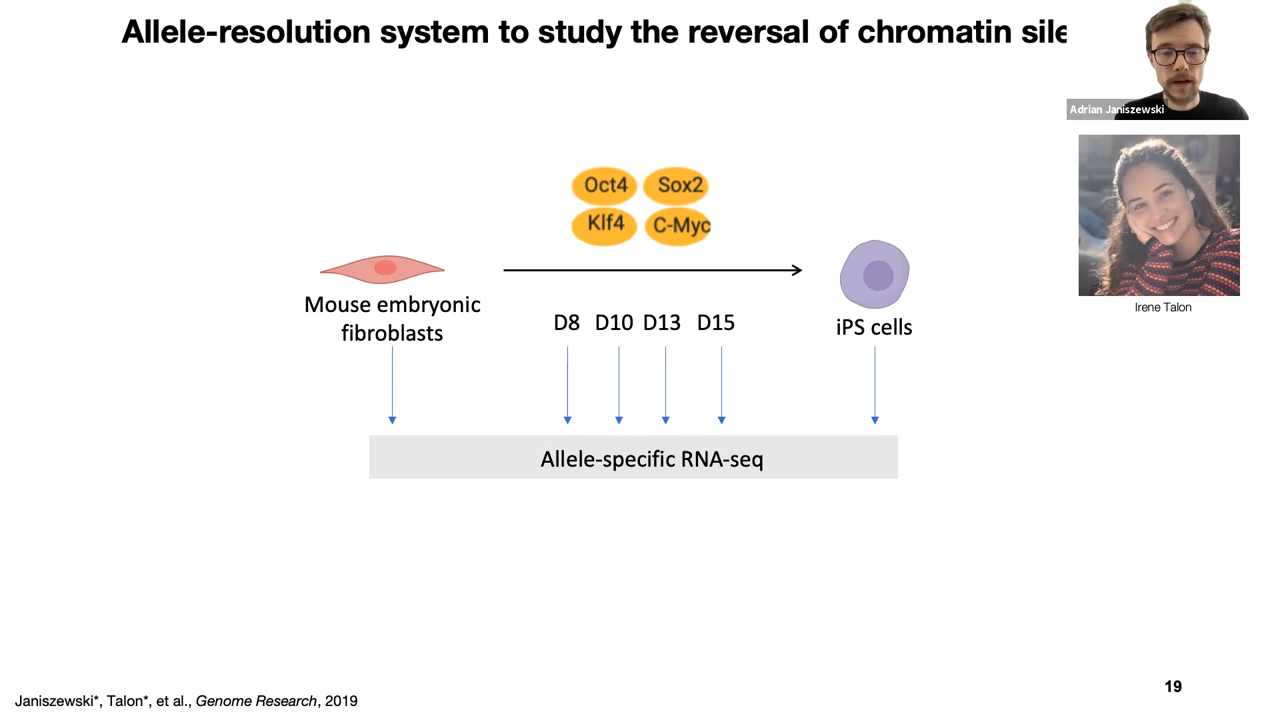 Allele-resolution system to study the reversal of chromatin sile
Adrian Janiszewski
Oct4 Sox2
Klf4 C-Myc
Mouse embryonic
fibroblasts
D8 D10 D13 D15
iPS cells
Irene Talon
Allele-specific RNA-seq
Janiszewski*, Talon*, et al., Genome Research, 2019
19